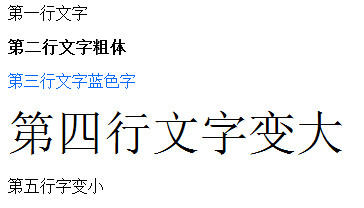 第一行文字
第二行文字粗体
第三行文字蓝色字
第四行文字变大
第五行字变小